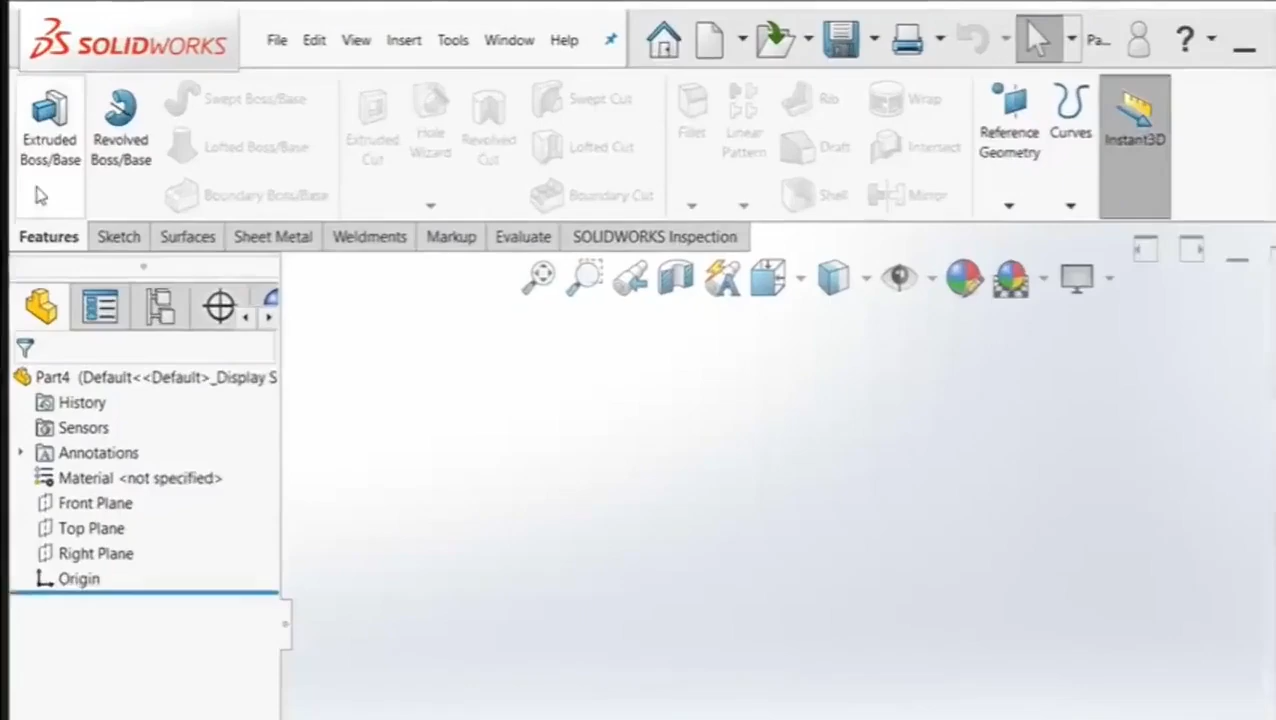 SOLIDWORKS File Edit View Insert Tools Window Help Pa... ?
Extruded Boss/Base
Revolved Boss/Base
Swept Boss/Base
Lofted Boss/Base
Boundary Boss/Base
Extruded Cut
Hole Wizard
Revolved Cut
Swept Cut
Lofted Cut
Boundary Cut
Fillet
Linear Pattern
Rib
Draft
Shell
Wrap
Intersect
Mirror
Reference Geometry
Curves
Instant3D
Features Sketch Surfaces Sheet Metal Weldments Markup Evaluate SOLIDWORKS Inspection
Part4 (Default<<Default>_Display S
History
Sensors
Annotations
Material <not specified>
Front Plane
Top Plane
Right Plane
Origin